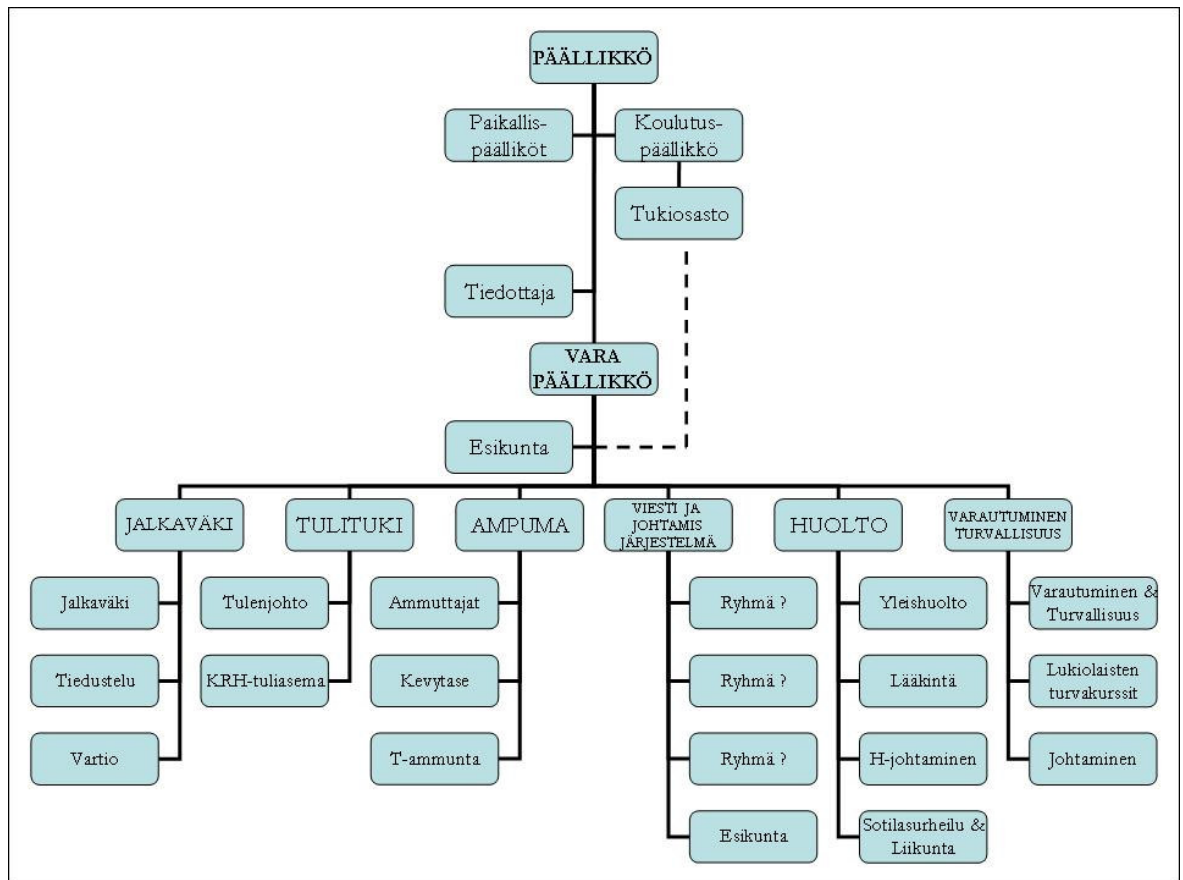 PÄÄLLIKKÖ
Paikallis-
päälliköt
Koulutus-
päällikkö
Tukiosasto
Tiedottaja
VARA
PÄÄLLIKKÖ
Esikunta
JALKAVÄKI
Jalkaväki
Tiedustelu
Vartio
TULITUKI
Tulenjohto
KRH-tuliasema
AMPUMA
Ammuttajat
Kevytase
T-ammunta
VIESTI JA
JOHTAMIS
JÄRJESTELMÄ
Ryhmä ?
Ryhmä ?
Ryhmä ?
Esikunta
HUOLTO
Yleishuolto
Lääkintä
H-johtaminen
Sotilasurheilu &
Liikunta
VARAUTUMINEN
TURVALLISUUS
Varautuminen &
Turvallisuus
Lukiolaisten
turvakurssit
Johtaminen